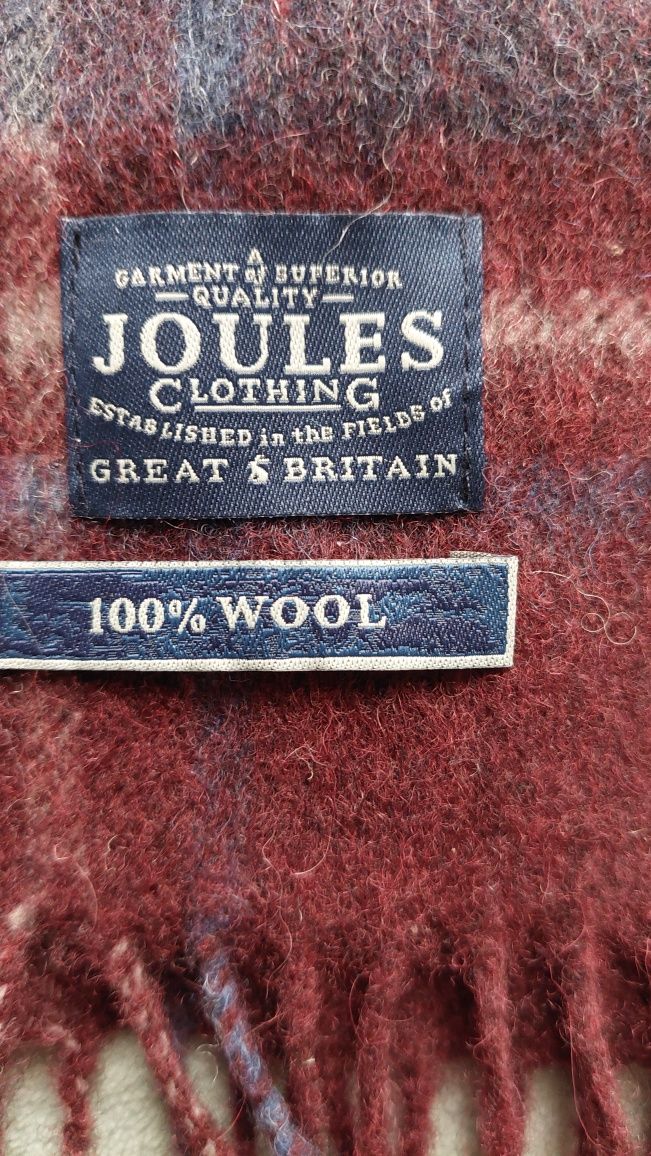 A
GARMENT of SUPERIOR
QUALITY
JOULES
CLOTHING
ESTABLISHED in the FIELDS OF
GREAT BRITAIN
100% WOOL